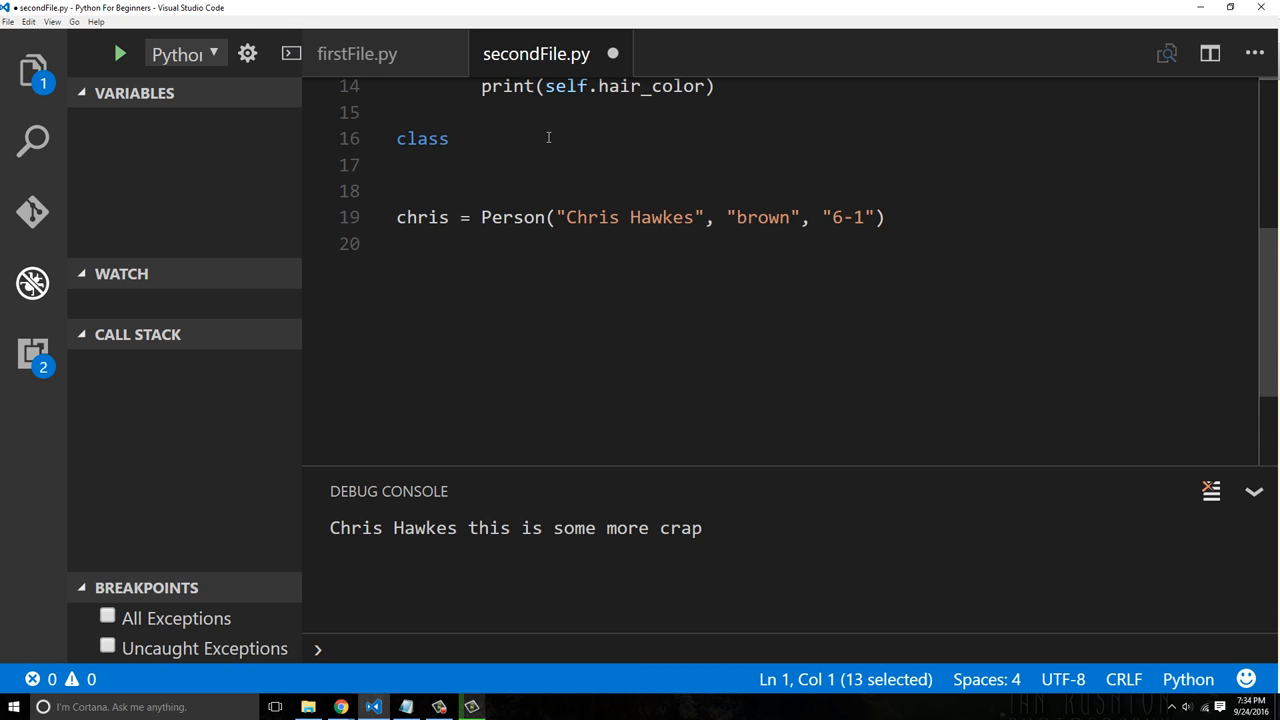 ● secondFile.py - Python For Beginners - Visual Studio Code
File Edit View Go Help
1
Pythor
firstFile.py
secondFile.py
VARIABLES
14 print(self.hair_color)
15
16 class
17
18
19 chris = Person("Chris Hawkes", "brown", "6-1")
20
WATCH
CALL STACK
2
DEBUG CONSOLE
Chris Hawkes this is some more crap
BREAKPOINTS
All Exceptions
Uncaught Exceptions
0 0
Ln 1, Col 1 (13 selected) Spaces: 4 UTF-8 CRLF Python
I'm Cortana. Ask me anything.
7:34 PM
9/24/2016